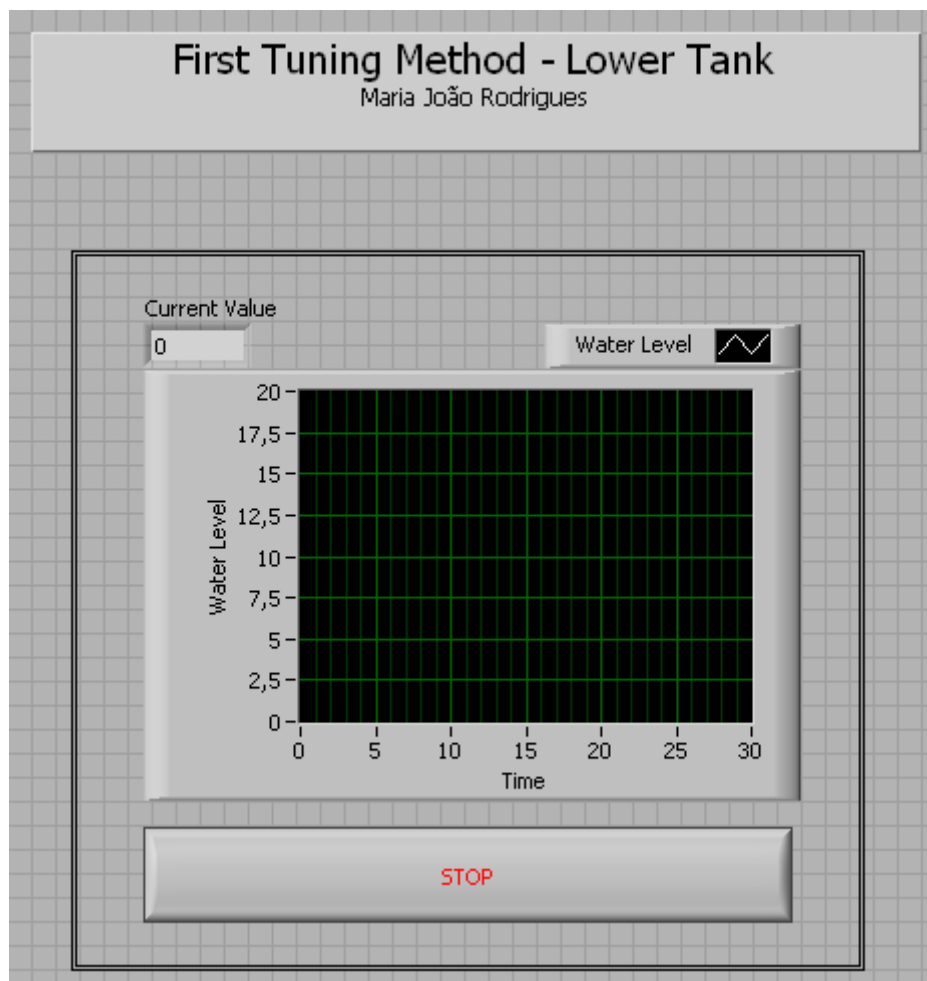 First Tuning Method - Lower Tank
Maria João Rodrigues
Current Value
0
Water Level
20
17,5
15
12,5
10
7,5
5
2,5
0
Water Level
0 5 10 15 20 25 30
Time
STOP